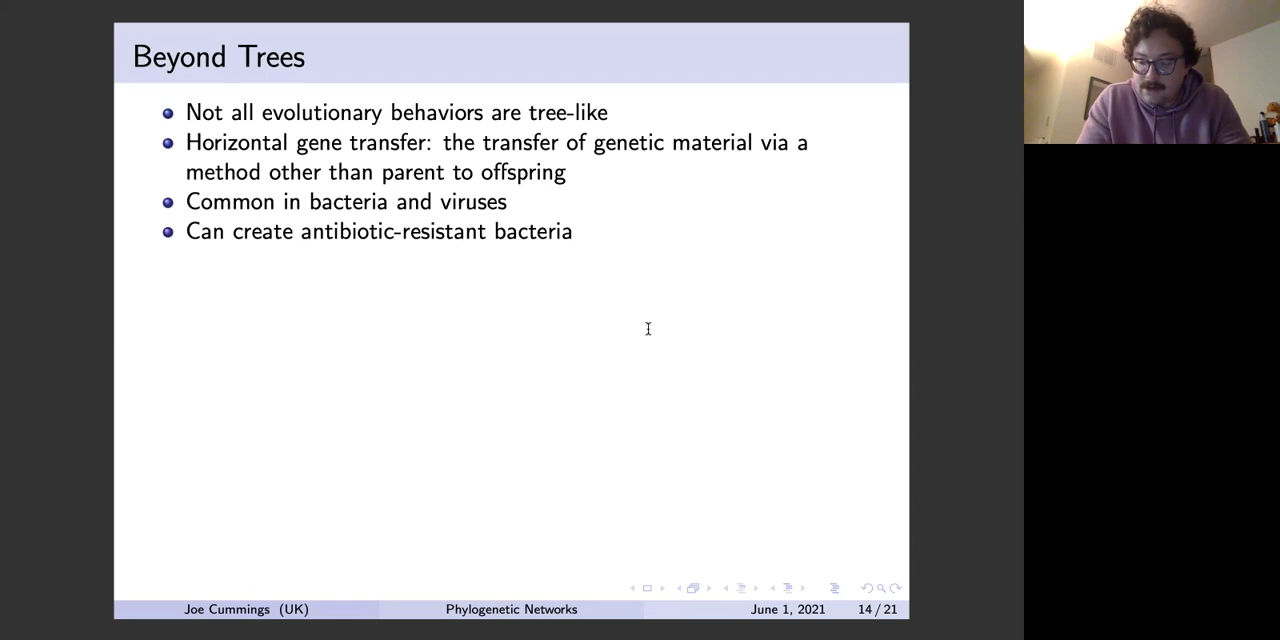 Beyond Trees
Not all evolutionary behaviors are tree-like
Horizontal gene transfer: the transfer of genetic material via a
method other than parent to offspring
Common in bacteria and viruses
Can create antibiotic-resistant bacteria
Joe Cummings (UK) Phylogenetic Networks June 1, 2021 14 / 21